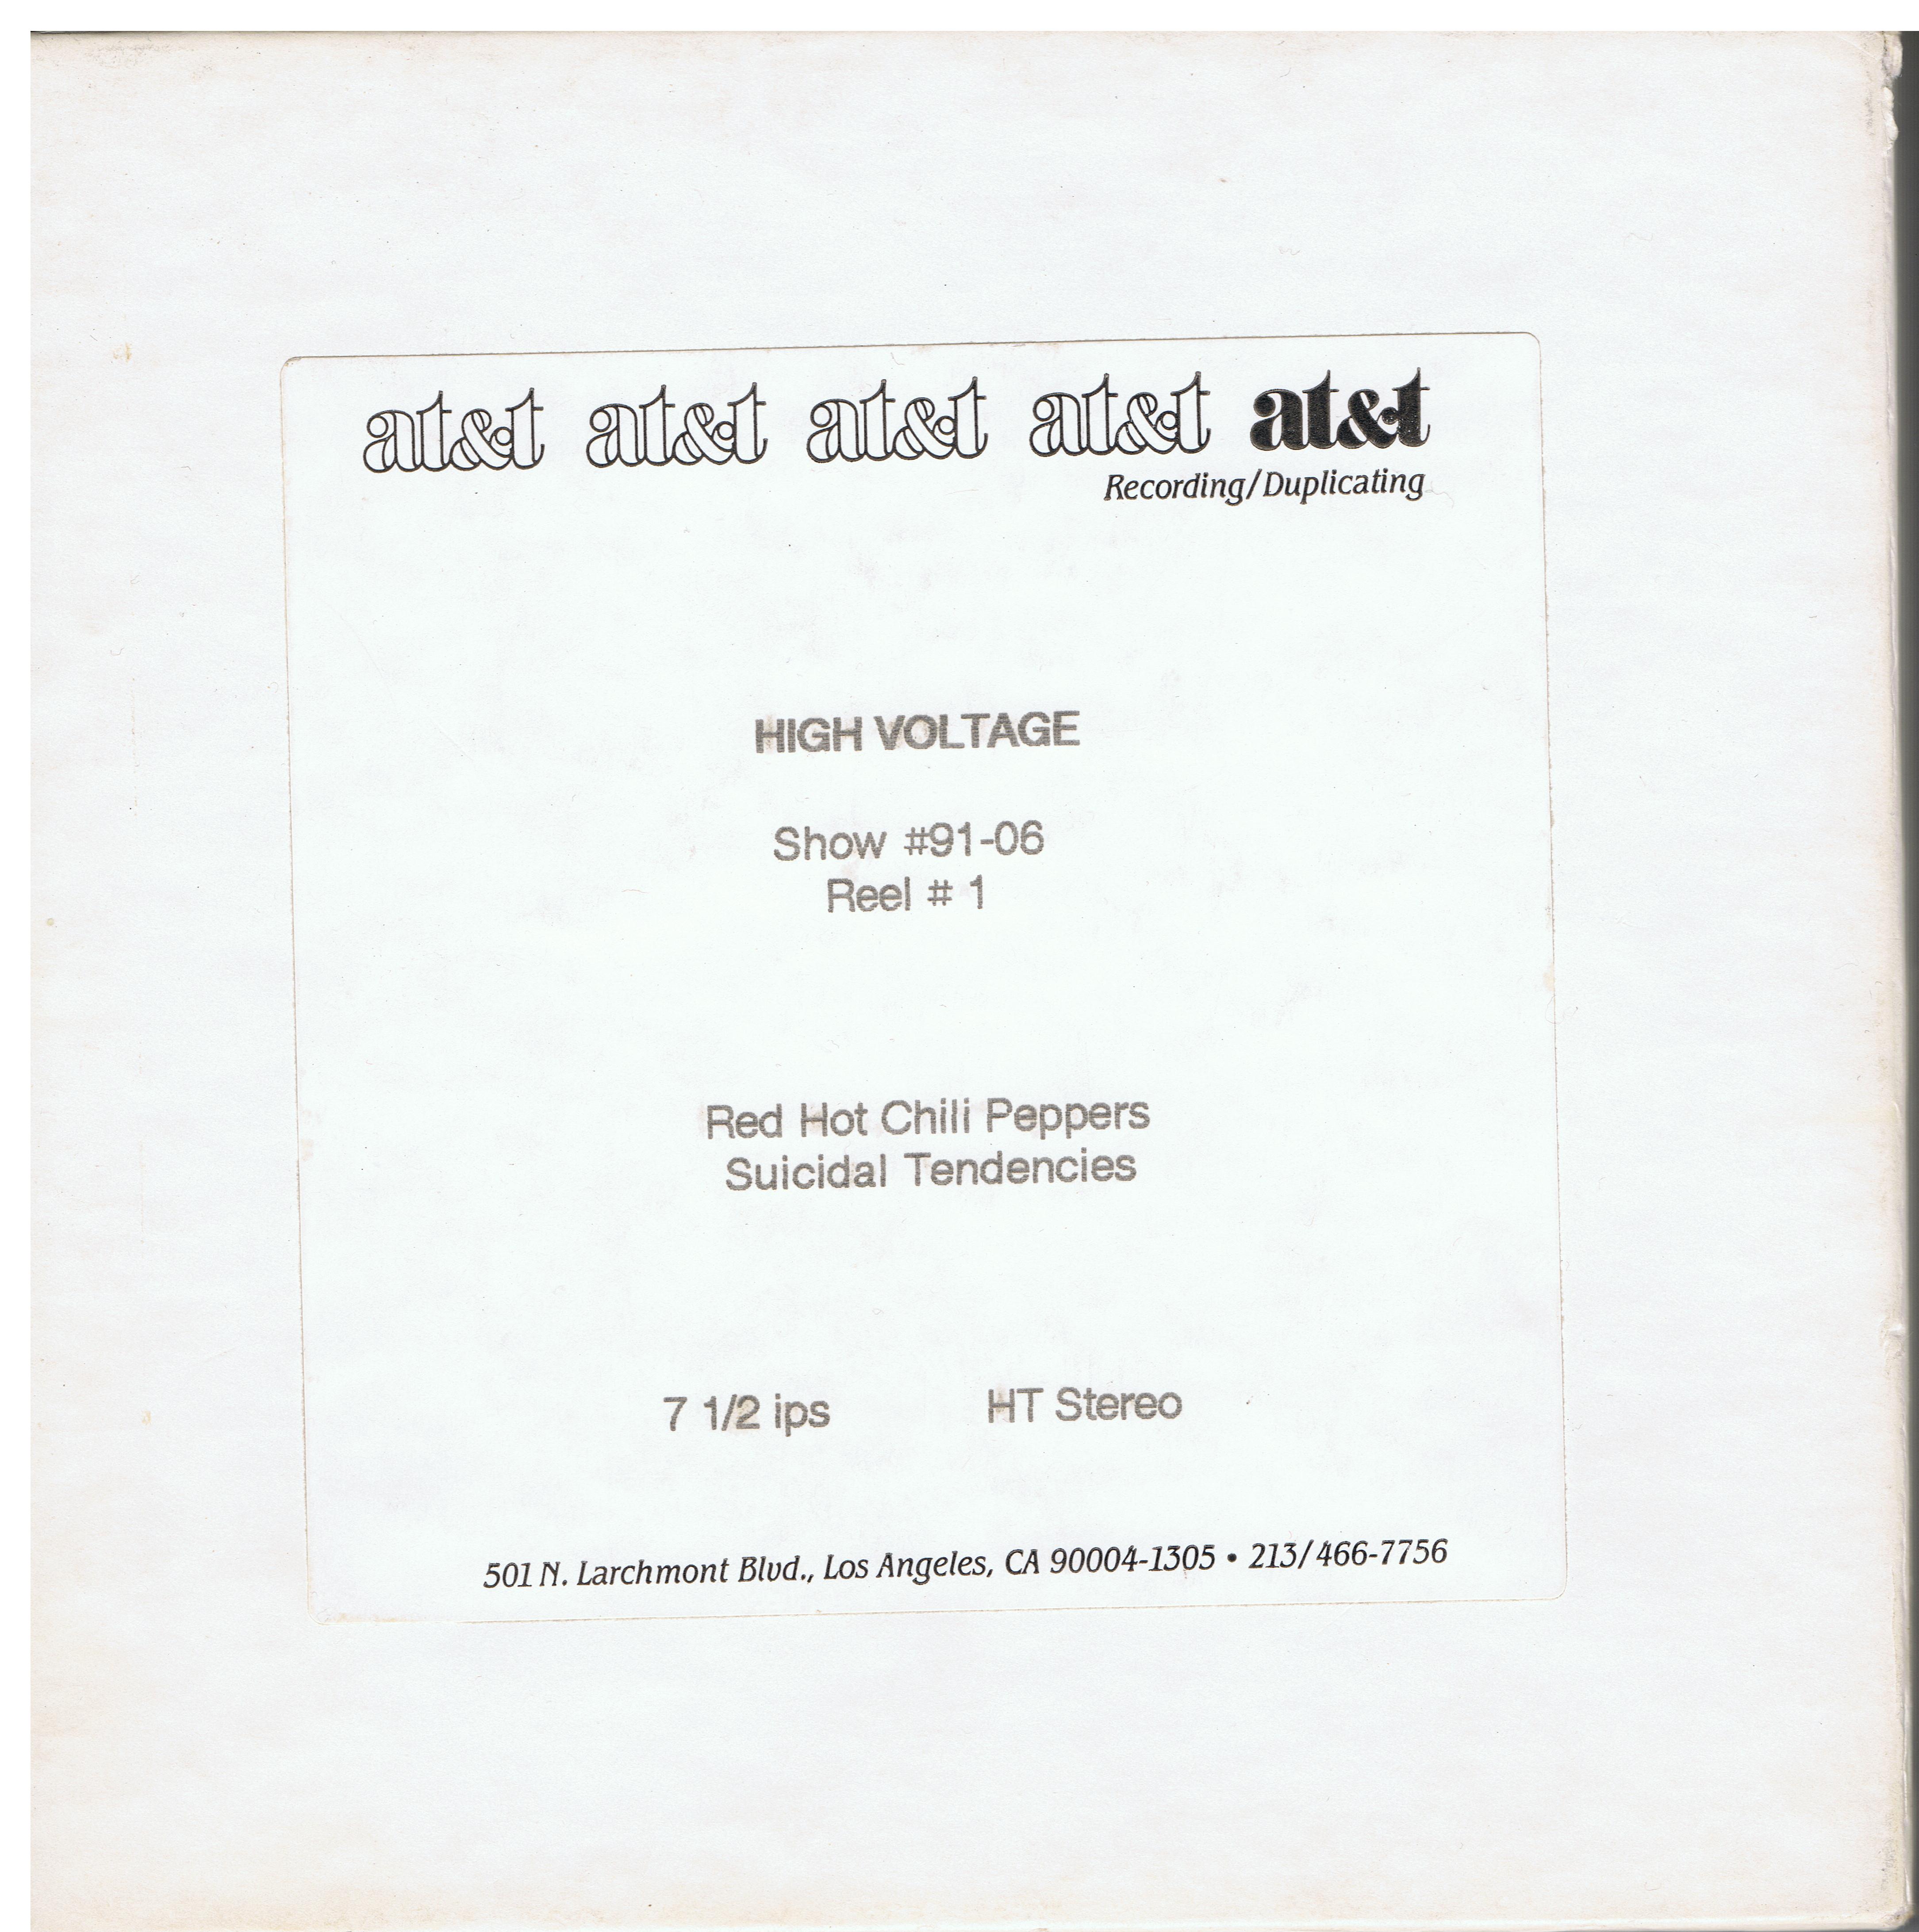 at&t at&t at&t at&t at&t
Recording/Duplicating
HIGH VOLTAGE
Show #91-06
Reel # 1
Red Hot Chili Peppers
Suicidal Tendencies
7 1/2 ips HT Stereo
501 N. Larchmont Blvd., Los Angeles, CA 90004-1305 • 213/466-7756